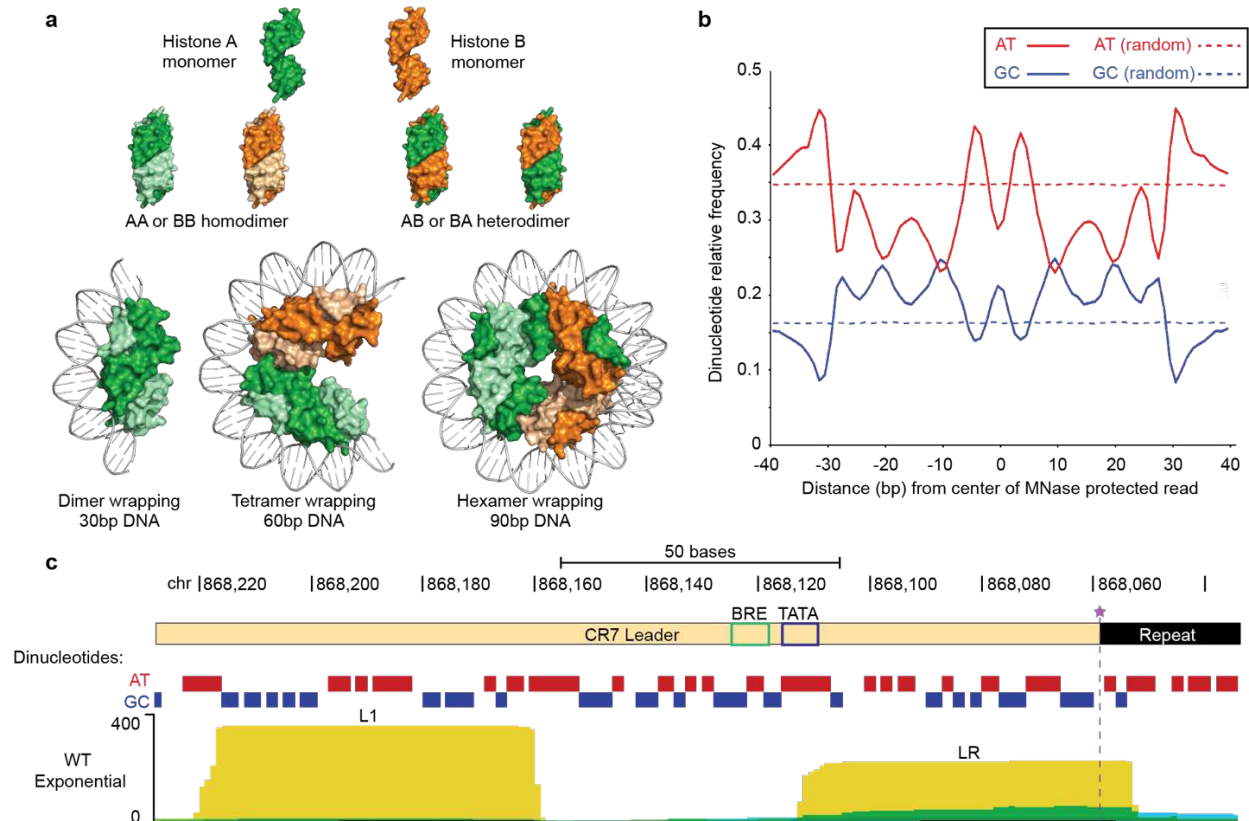 a
Histone A
monomer
Histone B
monomer
AA or BB homodimer
AB or BA heterodimer
Dimer wrapping
30bp DNA
Tetramer wrapping
60bp DNA
Hexamer wrapping
90bp DNA
b
AT AT (random)
GC GC (random)
Dinucleotide relative frequency
0.5
0.4
0.3
0.2
0.1
0
-40 -30 -20 -10 0 10 20 30 40
Distance (bp) from center of MNase protected read
c
50 bases
chr 868,220 868,200 868,180 868,160 868,140 868,120 868,100 868,080 868,060
BRE TATA
CR7 Leader Repeat
Dinucleotides:
AT
GC
400
L1
LR
WT
Exponential
0